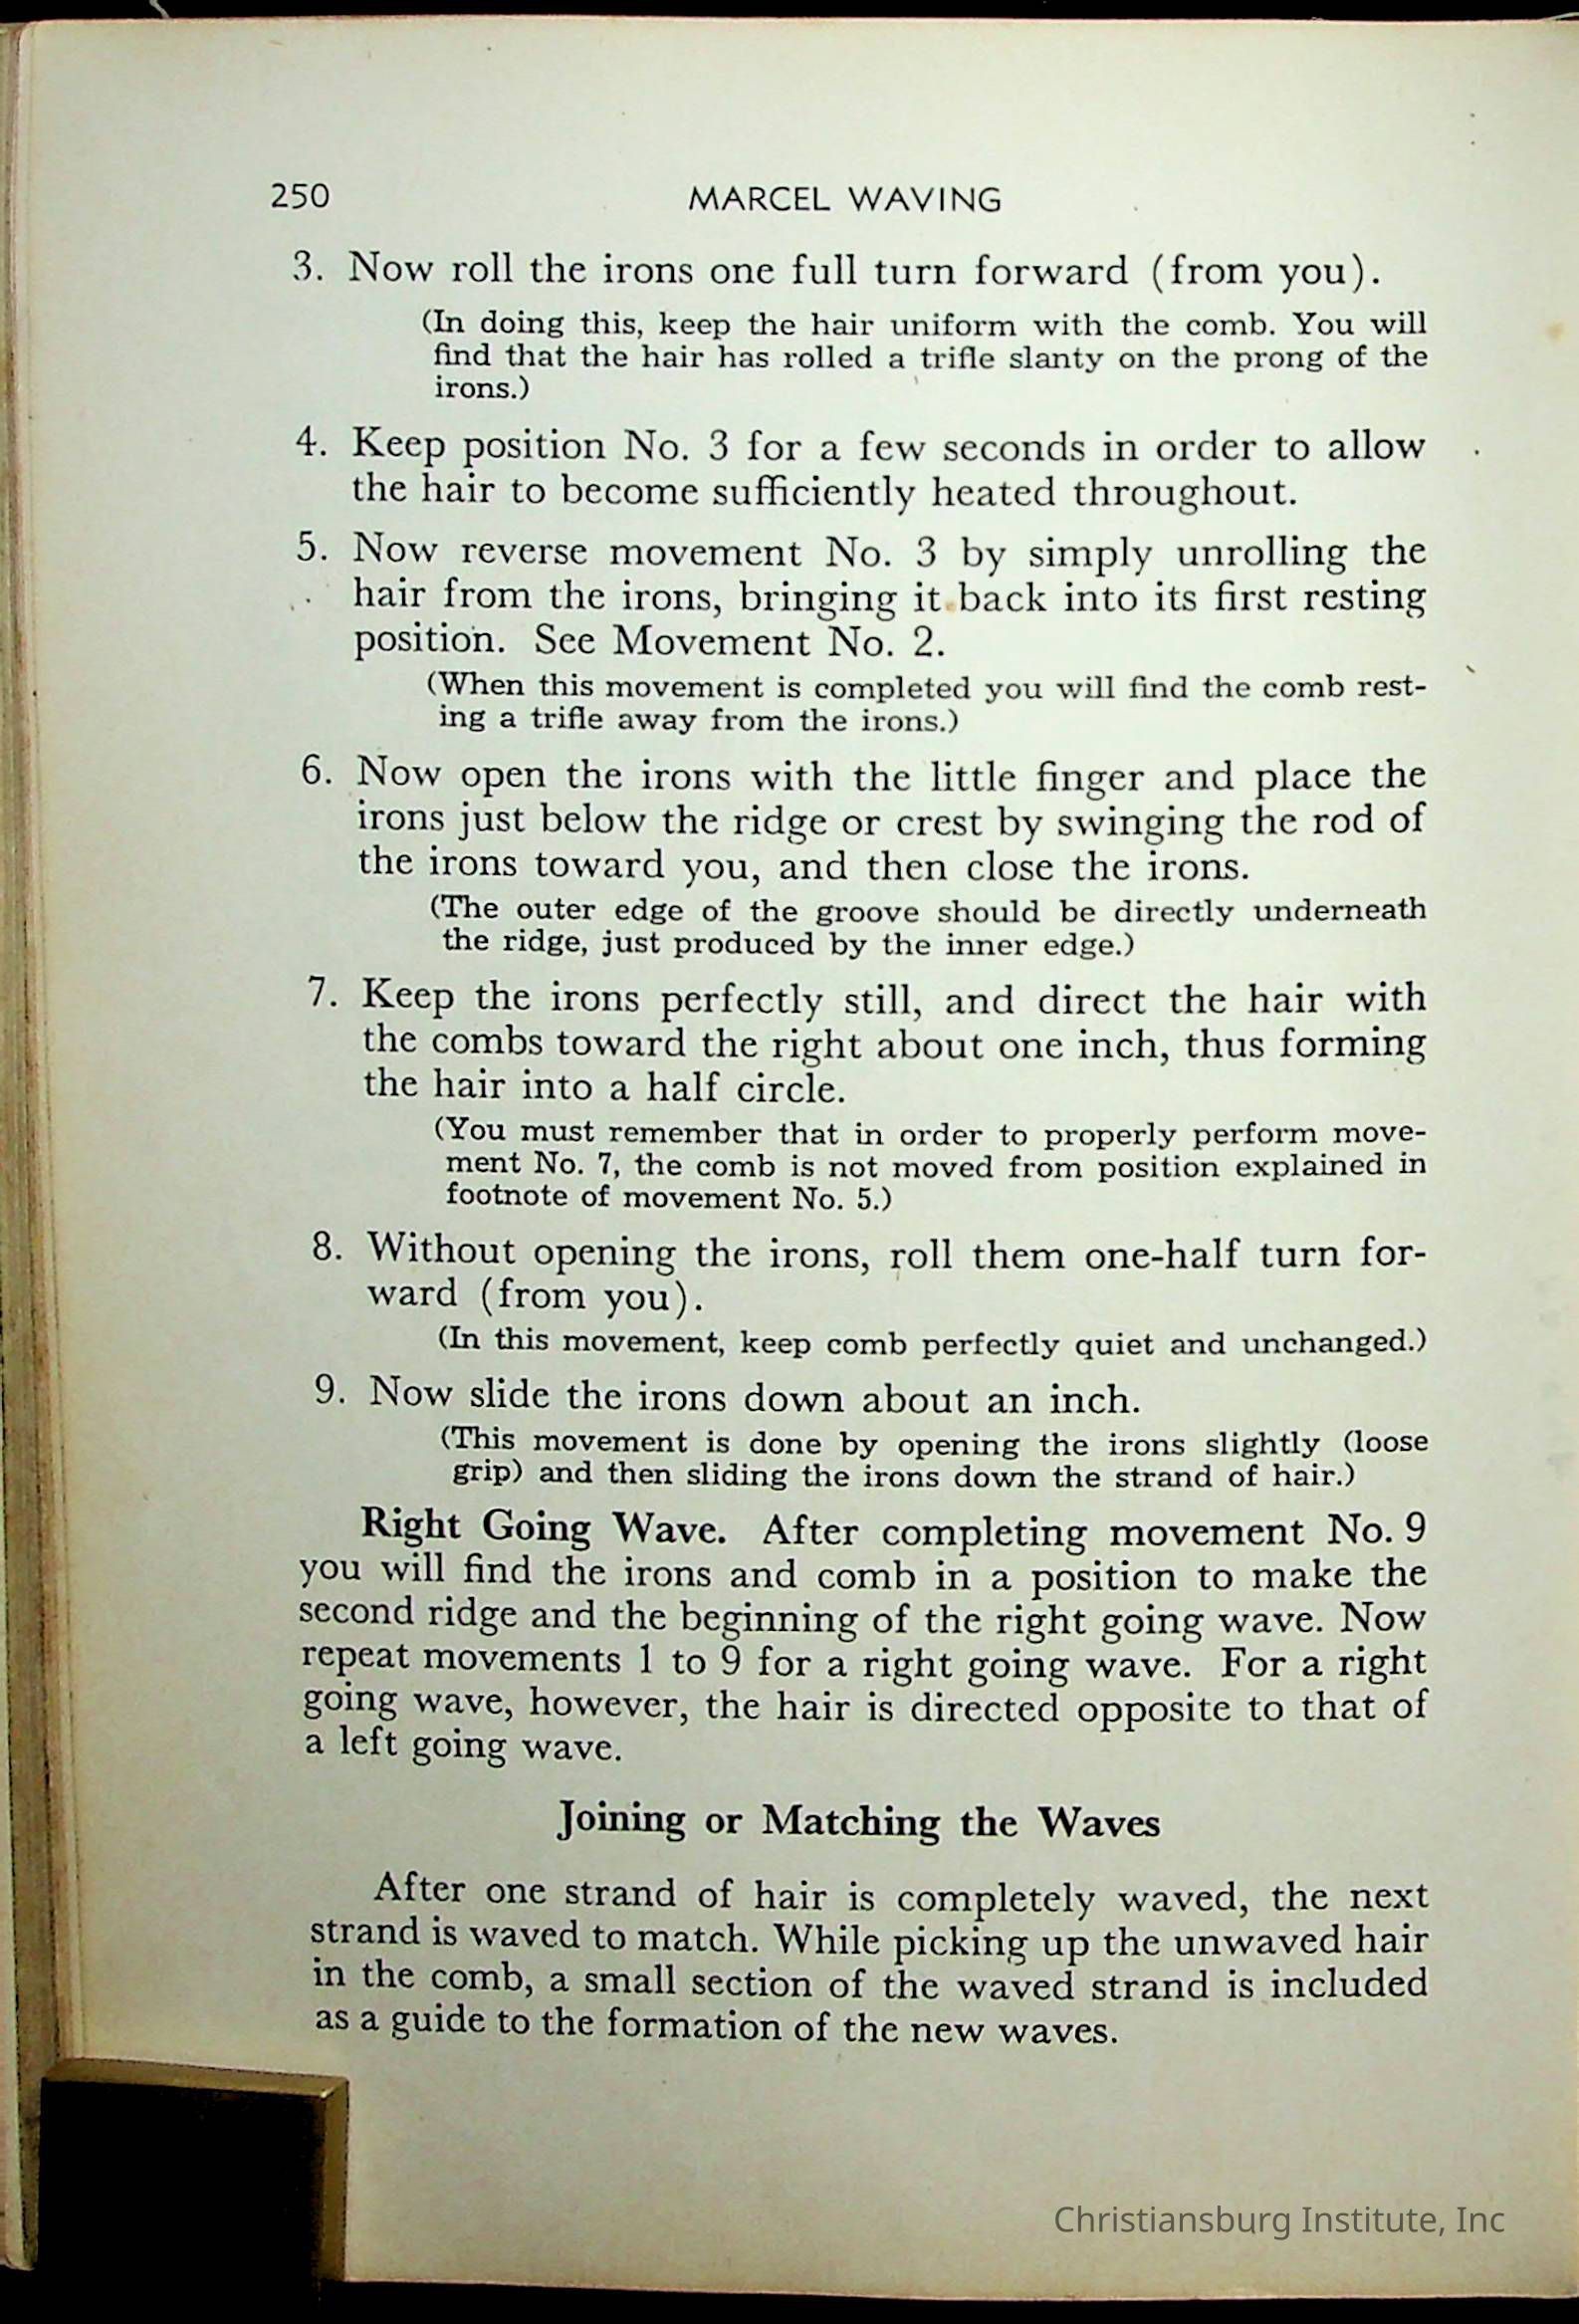 250 MARCEL WAVING
3. Now roll the irons one full turn forward (from you).
(In doing this, keep the hair uniform with the comb. You will
find that the hair has rolled a trifle slanty on the prong of the
irons.)
4. Keep position No. 3 for a few seconds in order to allow
the hair to become sufficiently heated throughout.
5. Now reverse movement No. 3 by simply unrolling the
hair from the irons, bringing it back into its first resting
position. See Movement No. 2.
(When this movement is completed you will find the comb rest-
ing a trifle away from the irons.)
6. Now open the irons with the little finger and place the
irons just below the ridge or crest by swinging the rod of
the irons toward you, and then close the irons.
(The outer edge of the groove should be directly underneath
the ridge, just produced by the inner edge.)
7. Keep the irons perfectly still, and direct the hair with
the combs toward the right about one inch, thus forming
the hair into a half circle.
(You must remember that in order to properly perform move-
ment No. 7, the comb is not moved from position explained in
footnote of movement No. 5.)
8. Without opening the irons, roll them one-half turn for-
ward (from you).
(In this movement, keep comb perfectly quiet and unchanged.)
9. Now slide the irons down about an inch.
(This movement is done by opening the irons slightly (loose
grip) and then sliding the irons down the strand of hair.)
Right Going Wave. After completing movement No. 9
you will find the irons and comb in a position to make the
second ridge and the beginning of the right going wave. Now
repeat movements 1 to 9 for a right going wave. For a right
going wave, however, the hair is directed opposite to that of
a left going wave.
Joining or Matching the Waves
After one strand of hair is completely waved, the next
strand is waved to match. While picking up the unwaved hair
in the comb, a small section of the waved strand is included
as a guide to the formation of the new waves.
Christiansburg Institute, Inc